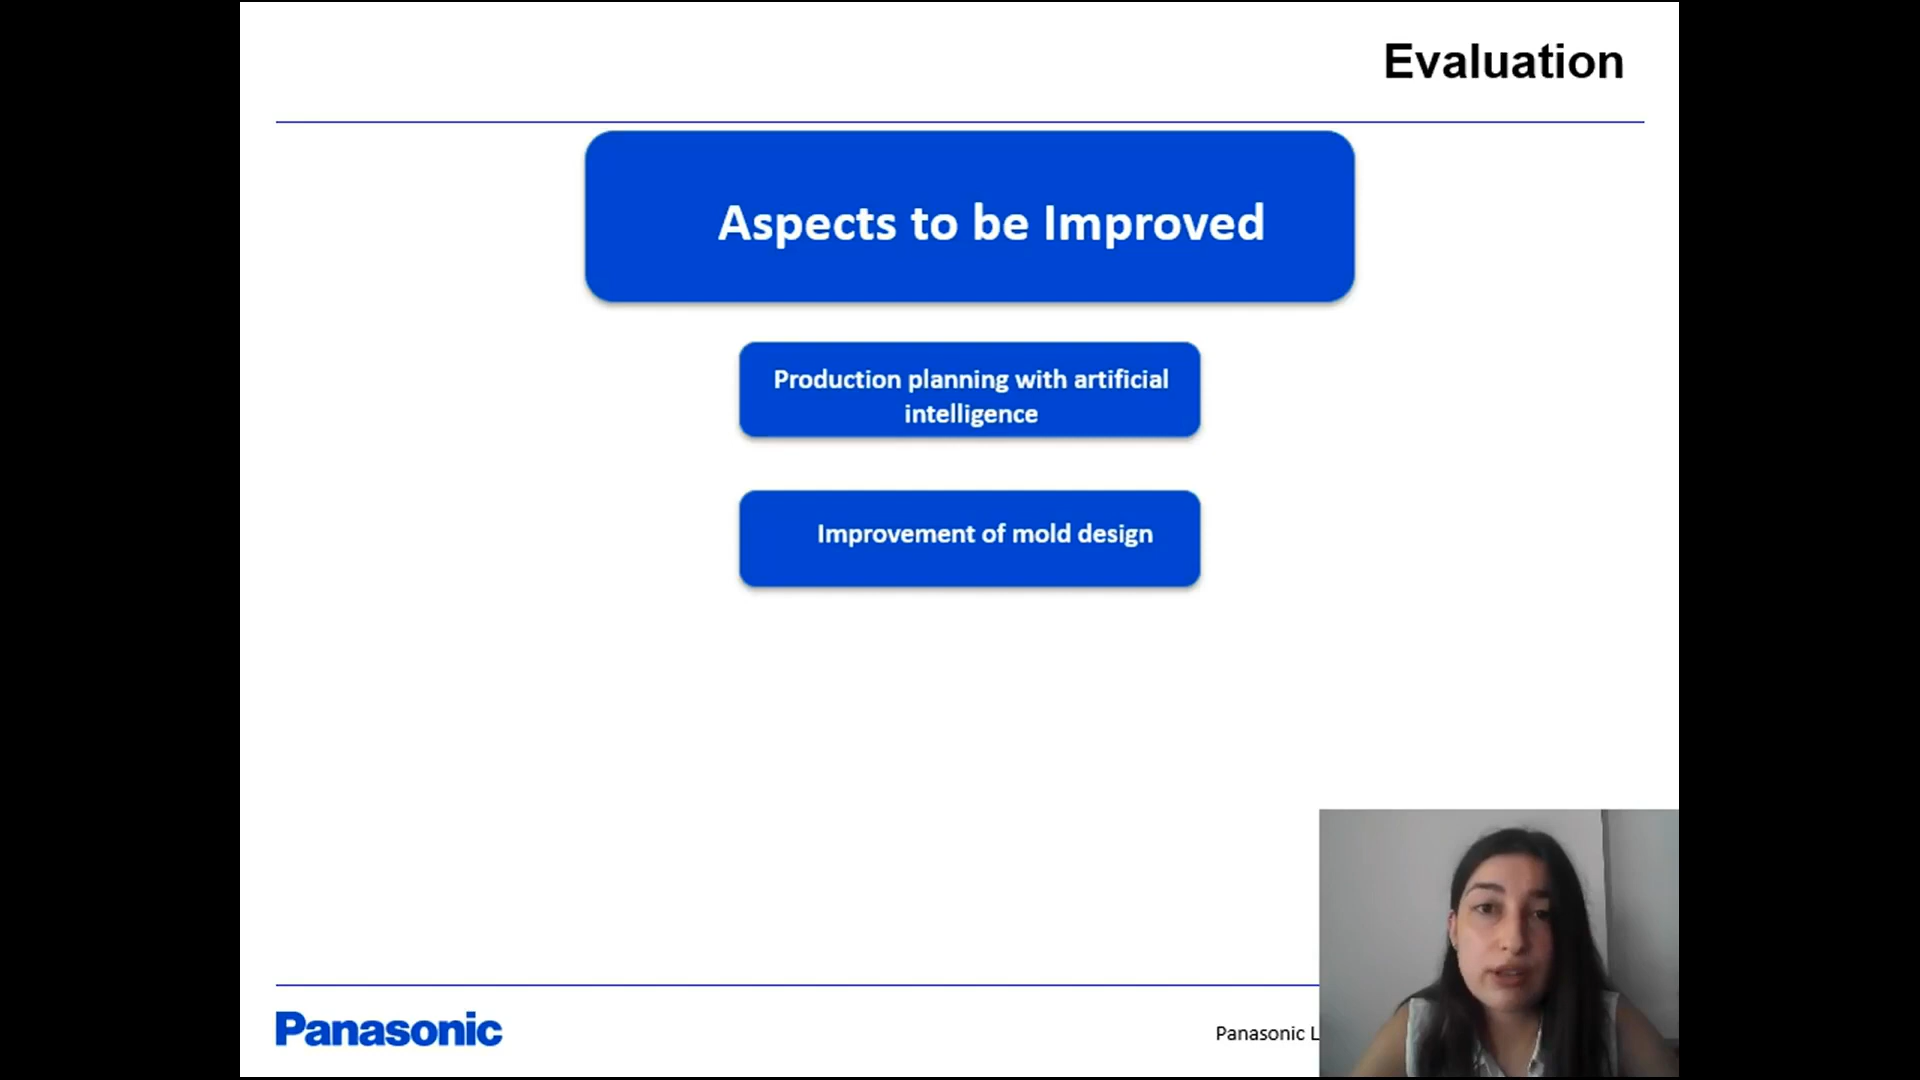 Evaluation
Aspects to be Improved
Production planning with artificial
intelligence
Improvement of mold design
Panasonic
Panasonic L